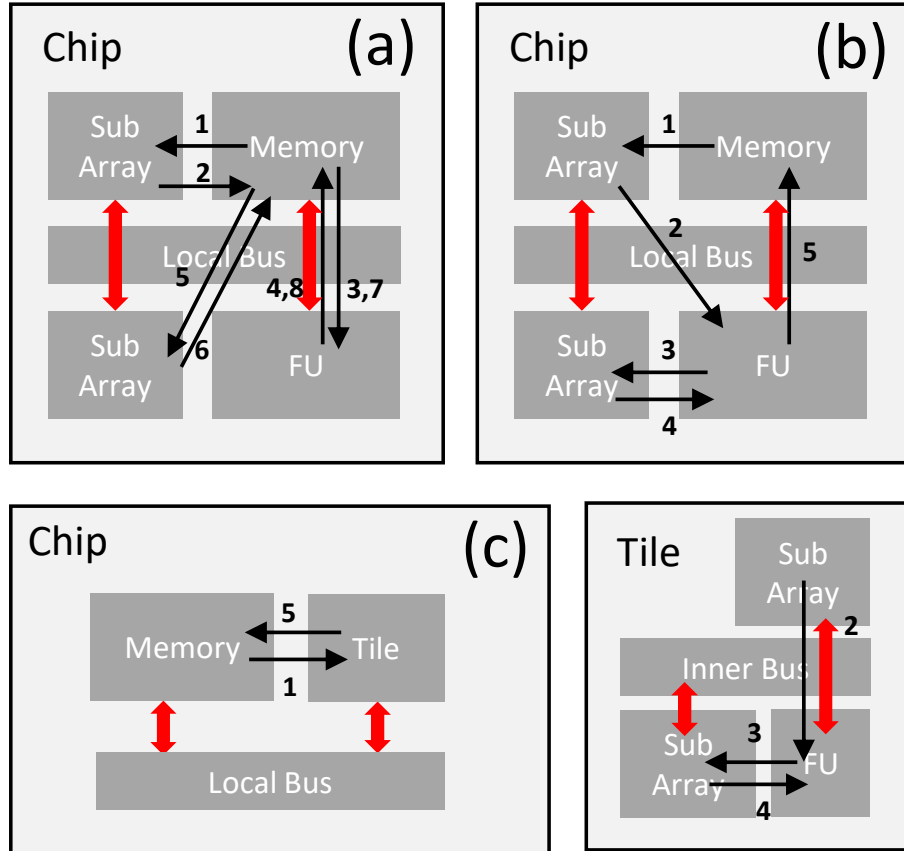 Chip
(a)
Sub
Array
1
Memory
2
Local Bus
5
4,8
3,7
Sub
Array
6
FU
Chip
(b)
Sub
Array
1
Memory
2
Local Bus
5
Sub
Array
3
FU
4
Chip
(c)
5
Memory
Tile
1
Local Bus
Tile
Sub
Array
2
Inner Bus
3
Sub
Array
FU
4